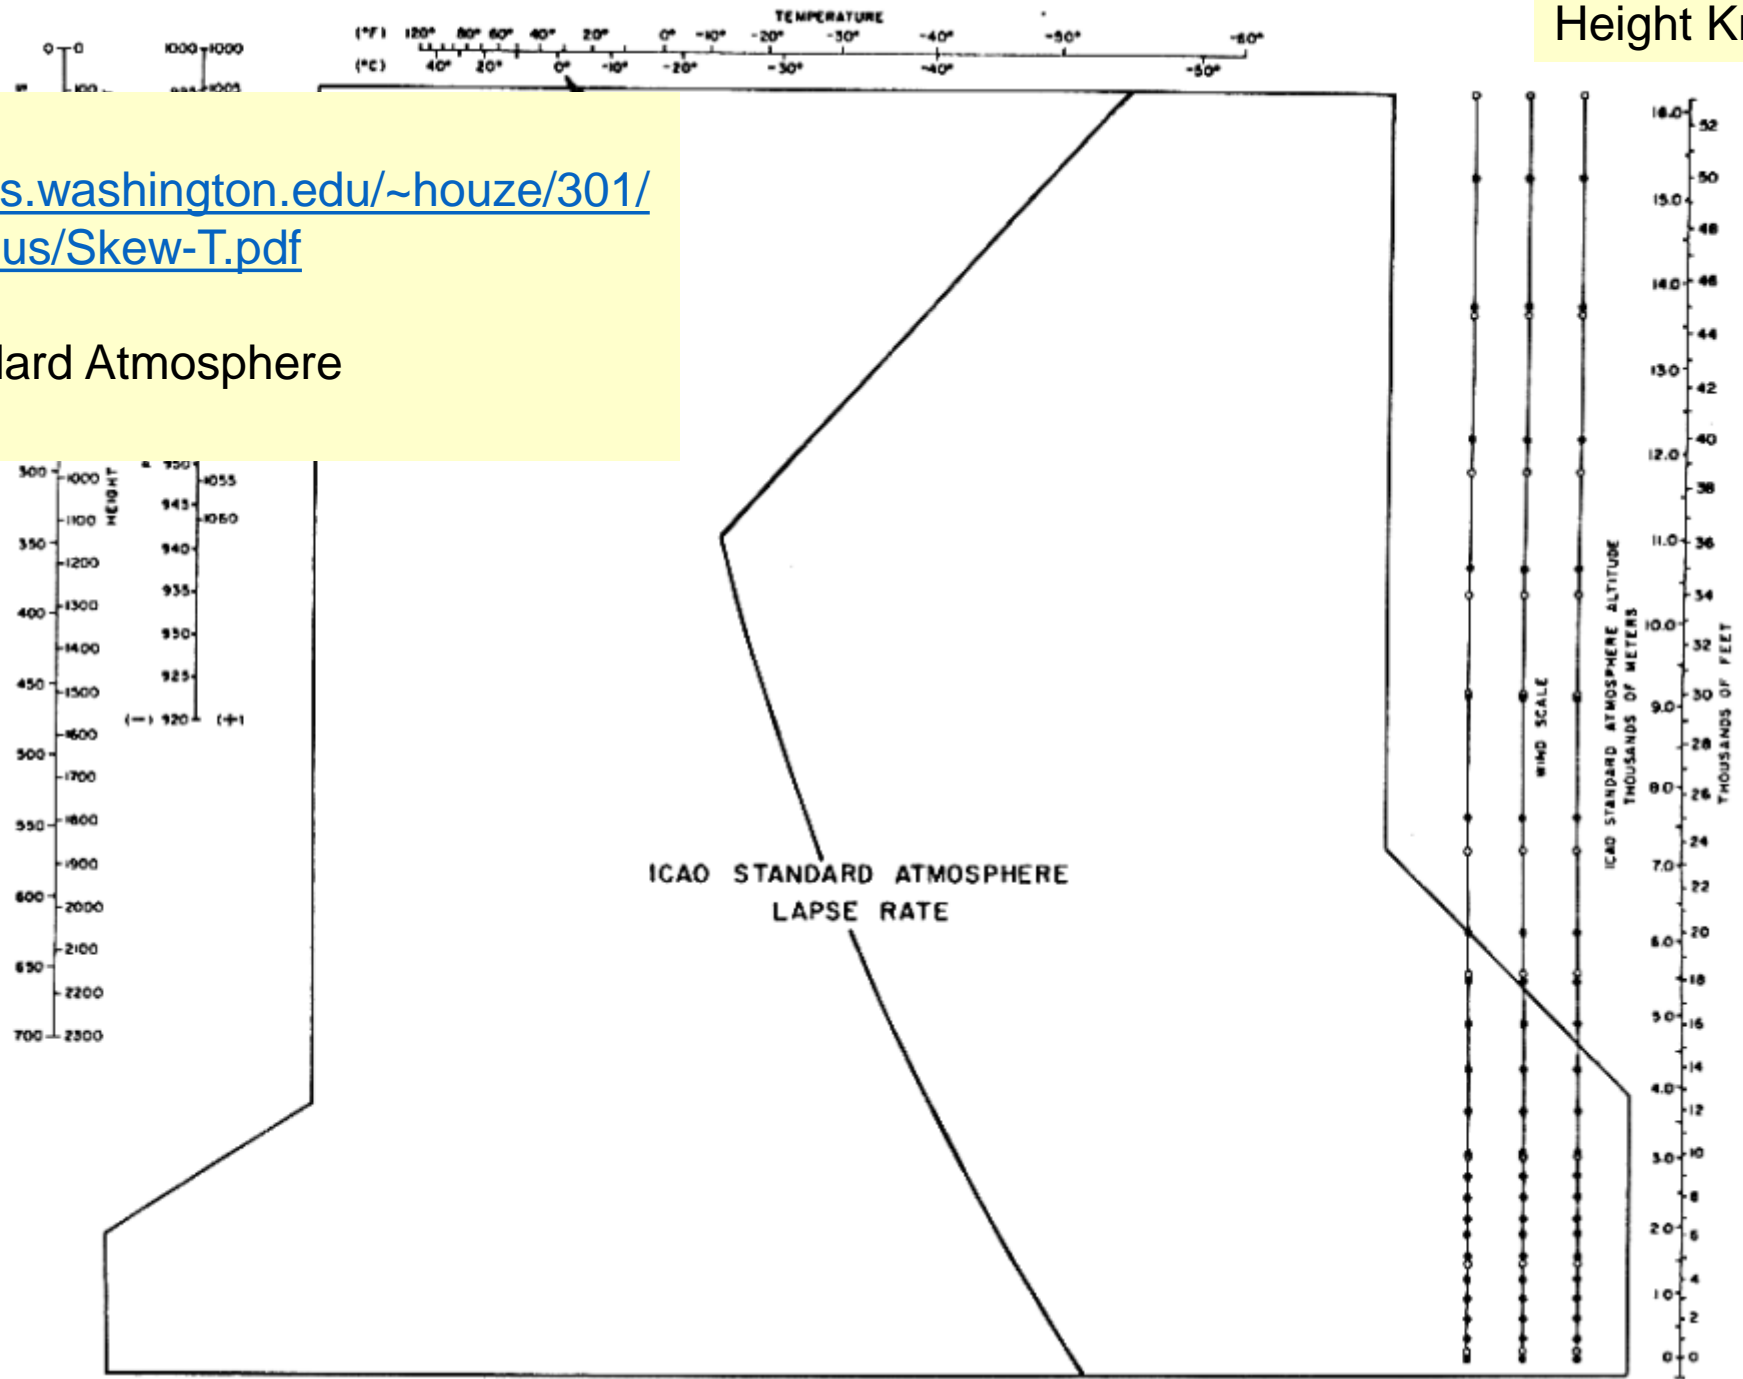 TEMPERATURE
(°F) 120° 80° 60° 40° 20° 0° -10° -20° -30° -40° -50° -60°
(°C) 40° 20° 0° -10° -20° -30° -40° -50°
Height
0 0
100
1000 1000
1005
s.washington.edu/~houze/301/
us/Skew-T.pdf
lard Atmosphere
300 350 400 450 500 550 600 650 700
1000 1100 1200 1300 1400 1500 1600 1700 1800 1900 2000 2100 2200 2300
HEIGHT
950 945 940 935 930 925 920
1055 1060
(-) (+)
ICAO STANDARD ATMOSPHERE
LAPSE RATE
WIND SCALE
ICAO STANDARD ATMOSPHERE ALTITUDE
THOUSANDS OF METERS
16.0 15.0 14.0 13.0 12.0 11.0 10.0 9.0 8.0 7.0 6.0 5.0 4.0 3.0 2.0 1.0 0
52 50 48 46 44 42 40 38 36 34 32 30 28 26 24 22 20 18 16 14 12 10 8 6 4 2 0
THOUSANDS OF FEET